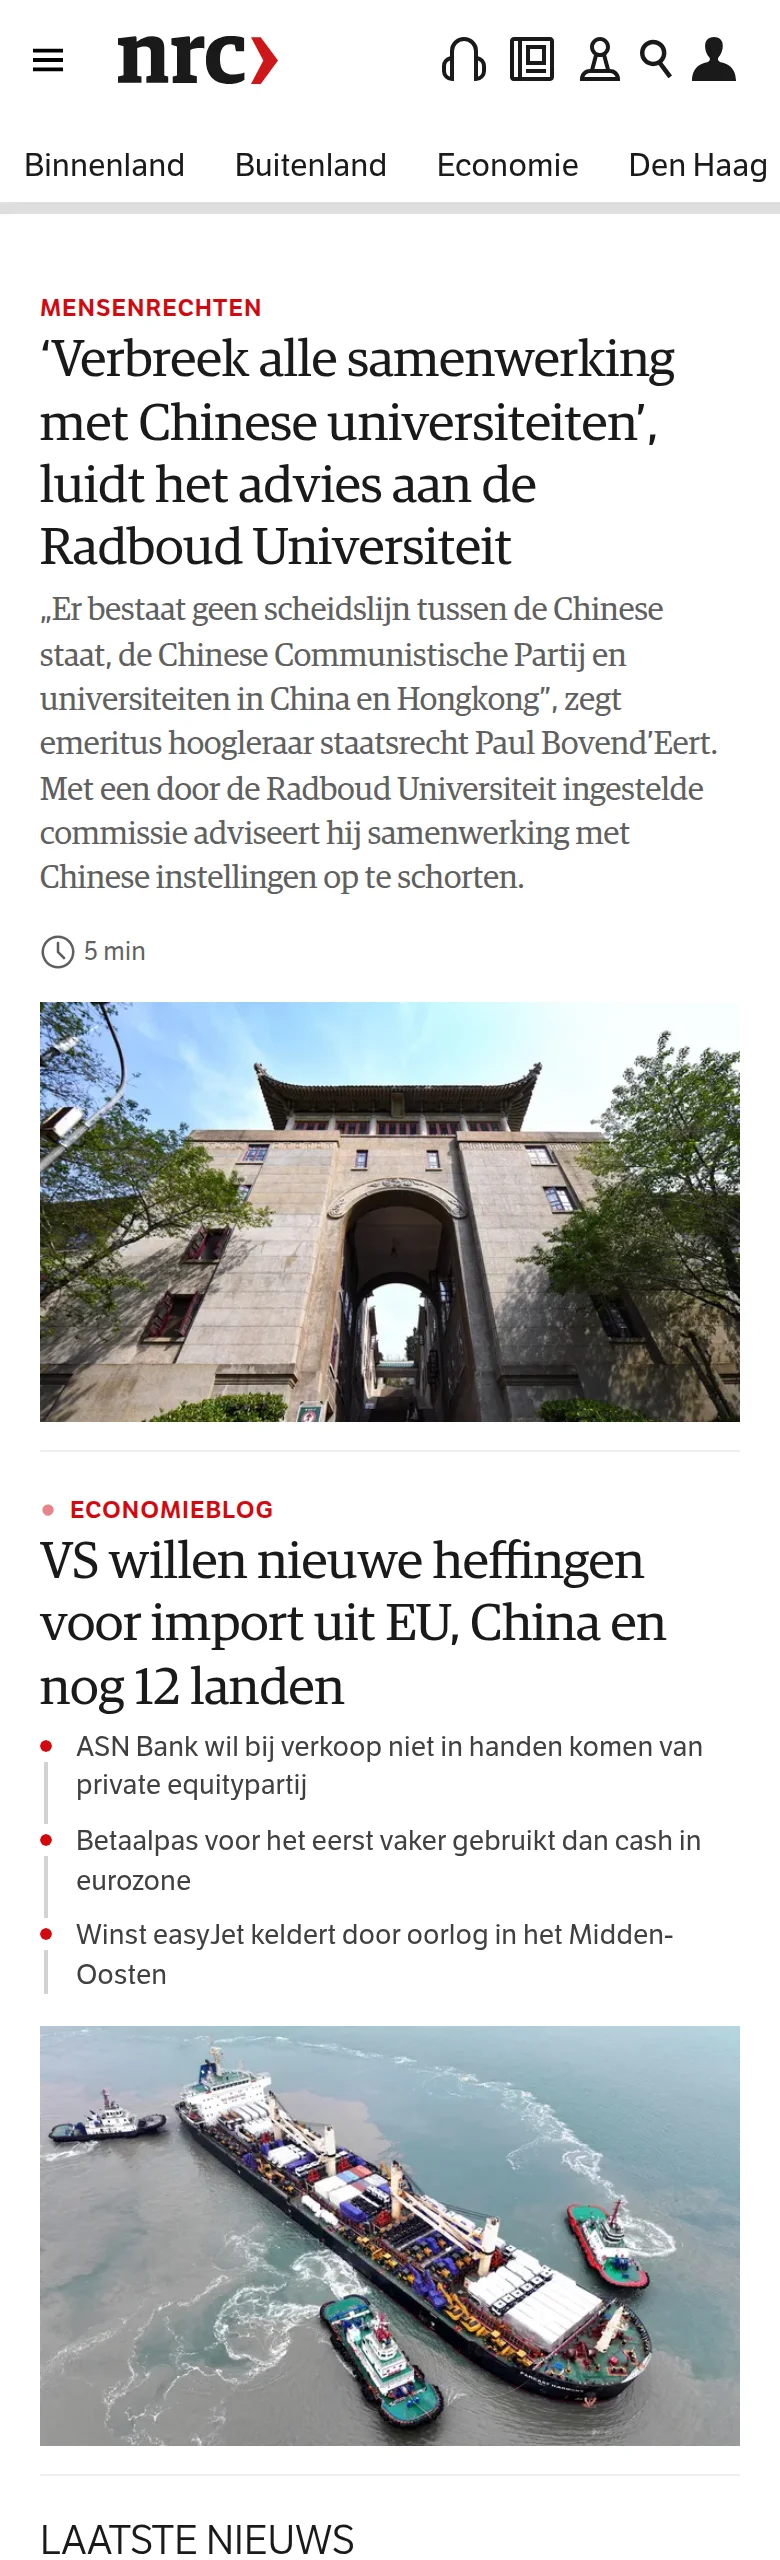 nrc
Binnenland Buitenland Economie Den Haag
MENSENRECHTEN
‘Verbreek alle samenwerking
met Chinese universiteiten’,
luidt het advies aan de
Radboud Universiteit
„Er bestaat geen scheidslijn tussen de Chinese
staat, de Chinese Communistische Partij en
universiteiten in China en Hongkong”, zegt
emeritus hoogleraar staatsrecht Paul Bovend’Eert.
Met een door de Radboud Universiteit ingestelde
commissie adviseert hij samenwerking met
Chinese instellingen op te schorten.
5 min
ECONOMIEBLOG
VS willen nieuwe heffingen
voor import uit EU, China en
nog 12 landen
ASN Bank wil bij verkoop niet in handen komen van
private equitypartij
Betaalpas voor het eerst vaker gebruikt dan cash in
eurozone
Winst easyJet keldert door oorlog in het Midden-
Oosten
LAATSTE NIEUWS